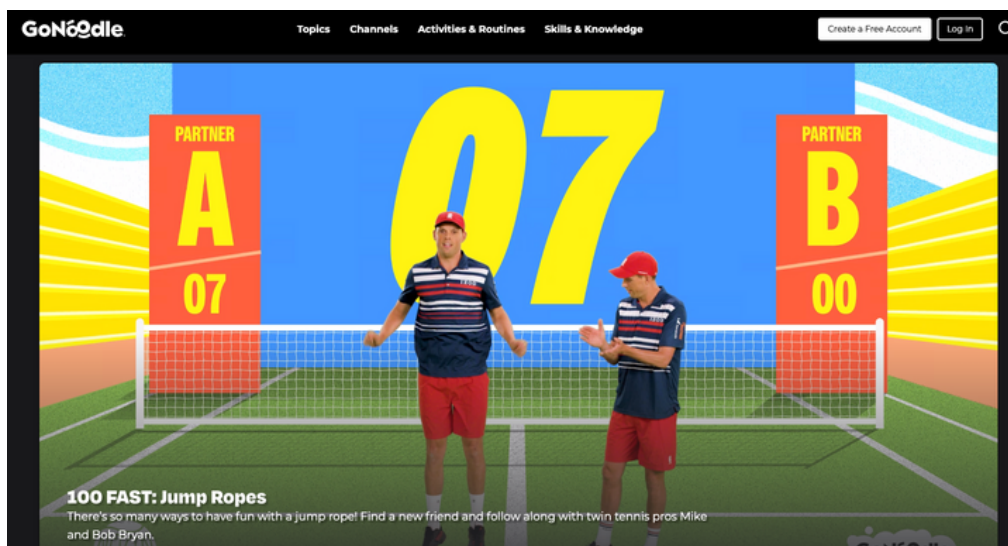 GoNoodle
Topics Channels Activities & Routines Skills & Knowledge
Create a Free Account Log In
PARTNER
A
07
07
PARTNER
B
00
100 FAST: Jump Ropes
There's so many ways to have fun with a jump rope! Find a new friend and follow along with twin tennis pros Mike
and Bob Bryan.